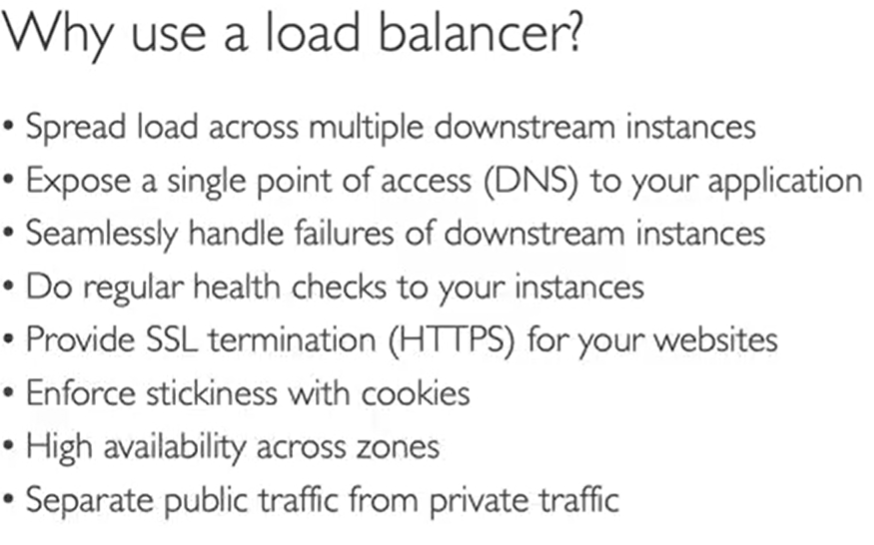 Why use a load balancer?
• Spread load across multiple downstream instances
• Expose a single point of access (DNS) to your application
• Seamlessly handle failures of downstream instances
• Do regular health checks to your instances
• Provide SSL termination (HTTPS) for your websites
• Enforce stickiness with cookies
• High availability across zones
• Separate public traffic from private traffic